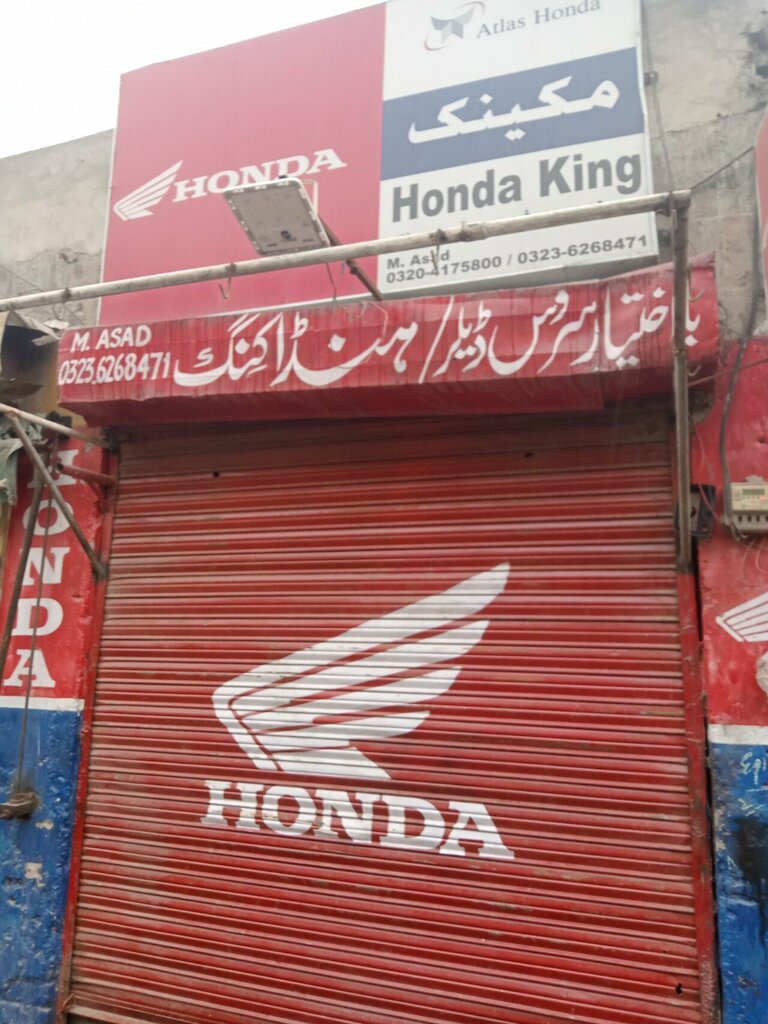 Atlas Honda
HONDA
مکینک
Honda King
M. Asad
0320-4175800 / 0323-6268471
با اختیار سروس ڈیلر / ہنڈا کنگ
M. ASAD
0323.6268471
HONDA
HONDA